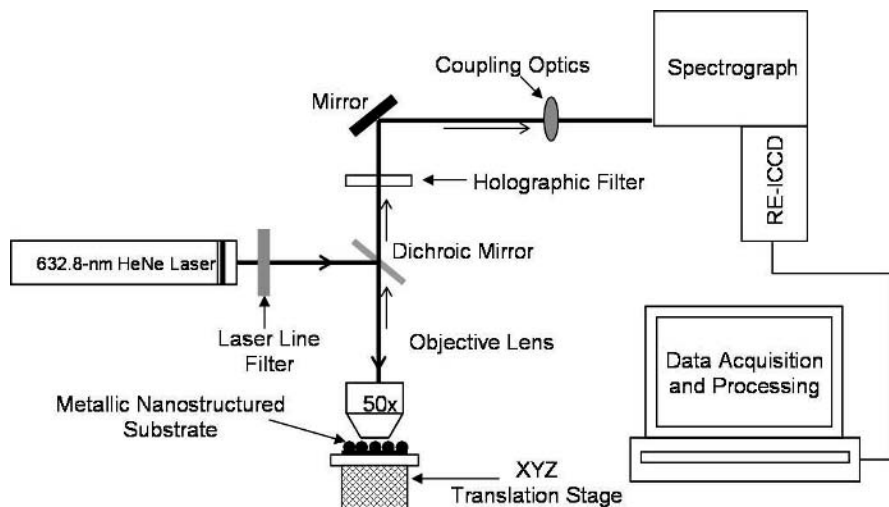 Coupling Optics
Spectrograph
Mirror
RE-ICCD
Holographic Filter
Dichroic Mirror
632.8-nm HeNe Laser
Laser Line
Filter
Objective Lens
Data Acquisition
and Processing
50x
Metallic Nanostructured
Substrate
XYZ
Translation Stage